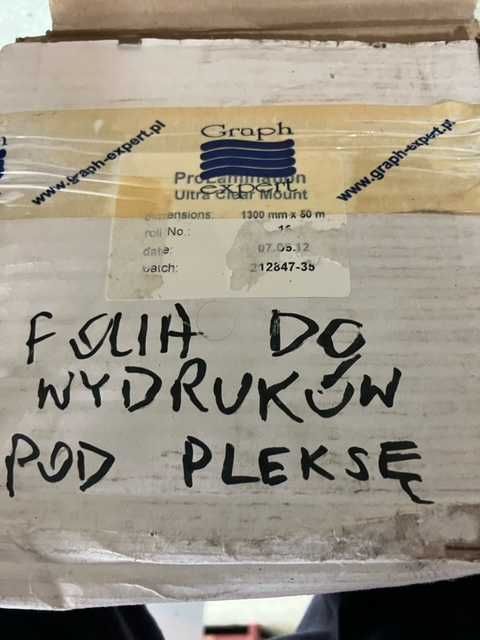 Graph
expert
www.graph-expert.pl
www.graph-expert.pl
ProLamination
Ultra Clear Mount
dimensions: 1300 mm x 50 m
roll No.:
date: 07.05.12
batch: 212847-35
FOLIA DO
WYDRUKÓW
POD PLEKSĘ